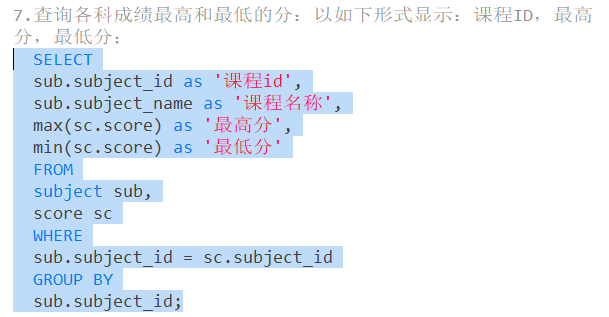 7.查询各科成绩最高和最低的分：以如下形式显示：课程ID，最高
分，最低分；
SELECT
sub.subject_id as '课程id',
sub.subject_name as '课程名称',
max(sc.score) as '最高分',
min(sc.score) as '最低分'
FROM
subject sub,
score sc
WHERE
sub.subject_id = sc.subject_id
GROUP BY
sub.subject_id;